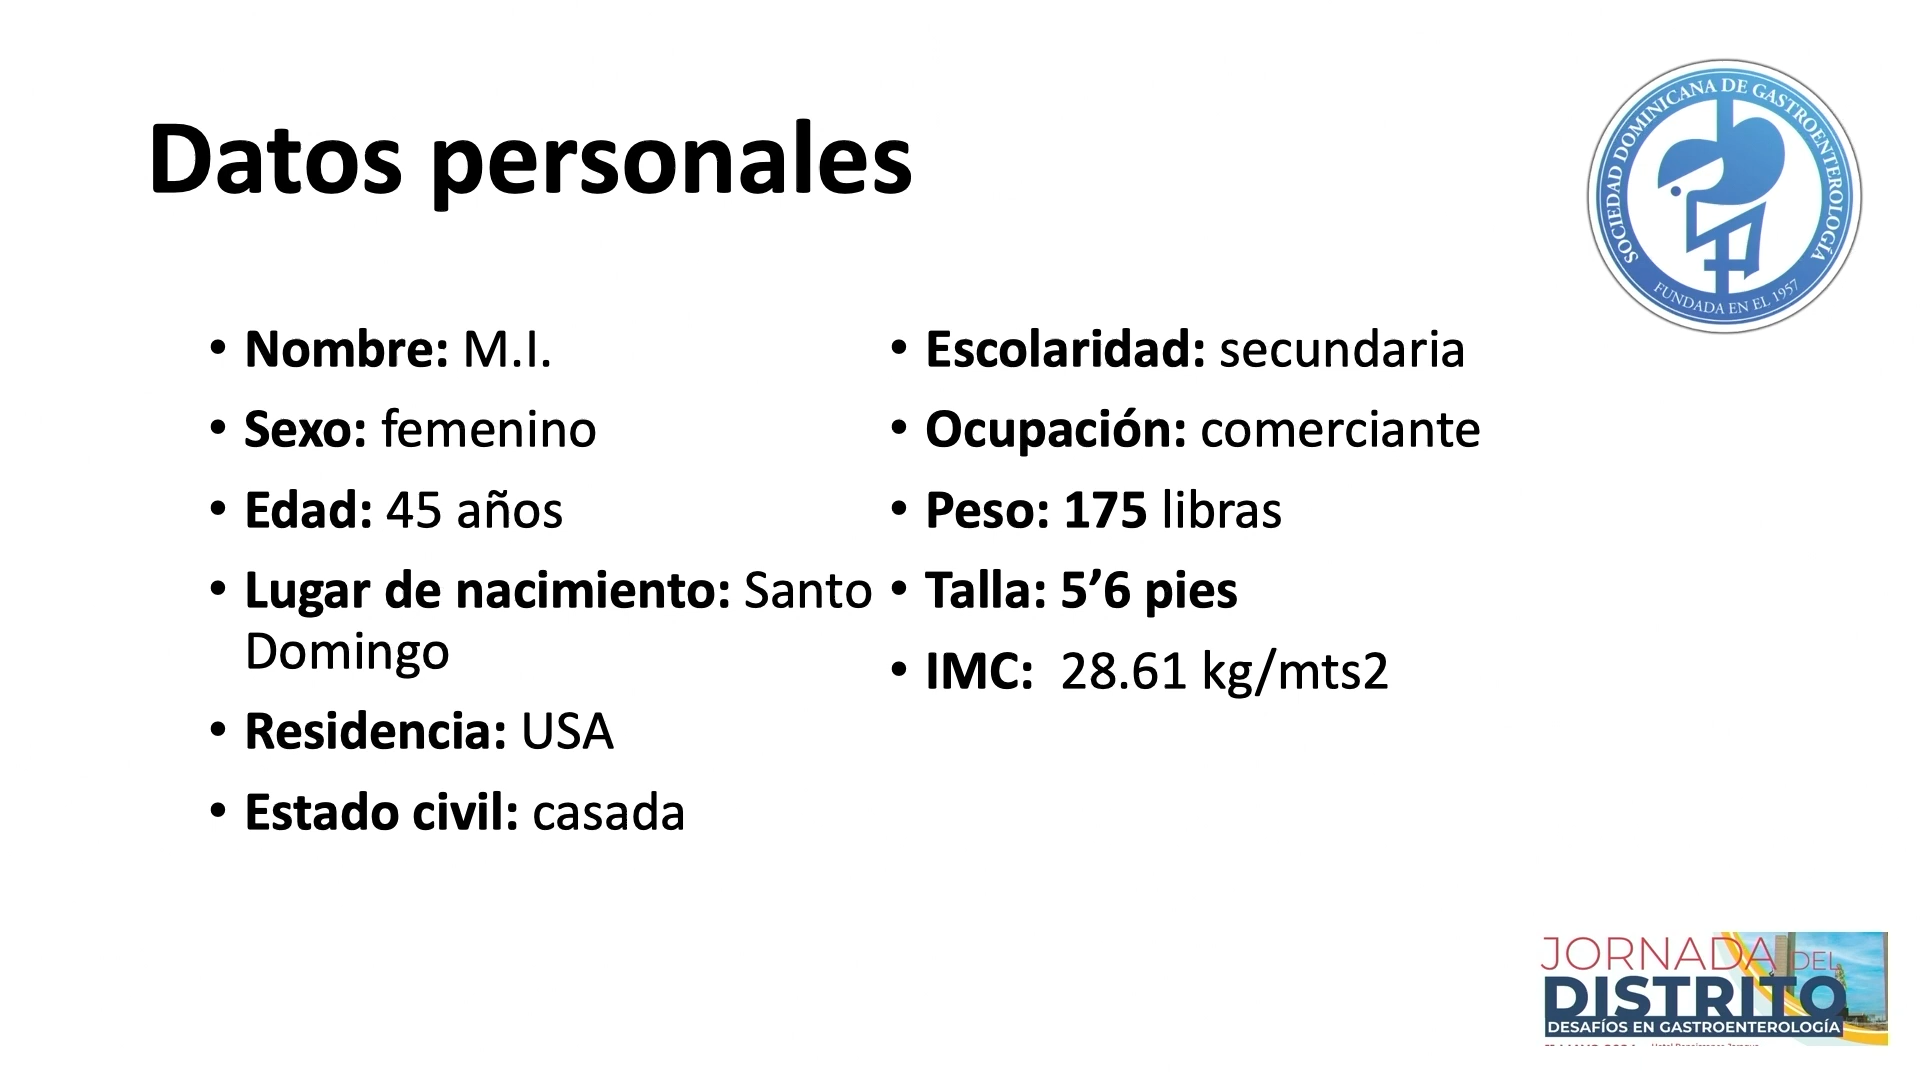 Datos personales
SOCIEDAD DOMINICANA DE GASTROENTEROLOGÍA
FUNDADA EN EL 1957
• Nombre: M.I.
• Sexo: femenino
• Edad: 45 años
• Lugar de nacimiento: Santo
Domingo
• Residencia: USA
• Estado civil: casada
• Escolaridad: secundaria
• Ocupación: comerciante
• Peso: 175 libras
• Talla: 5’6 pies
• IMC:  28.61 kg/mts2
JORNADA DEL
DISTRITO
DESAFÍOS EN GASTROENTEROLOGÍA